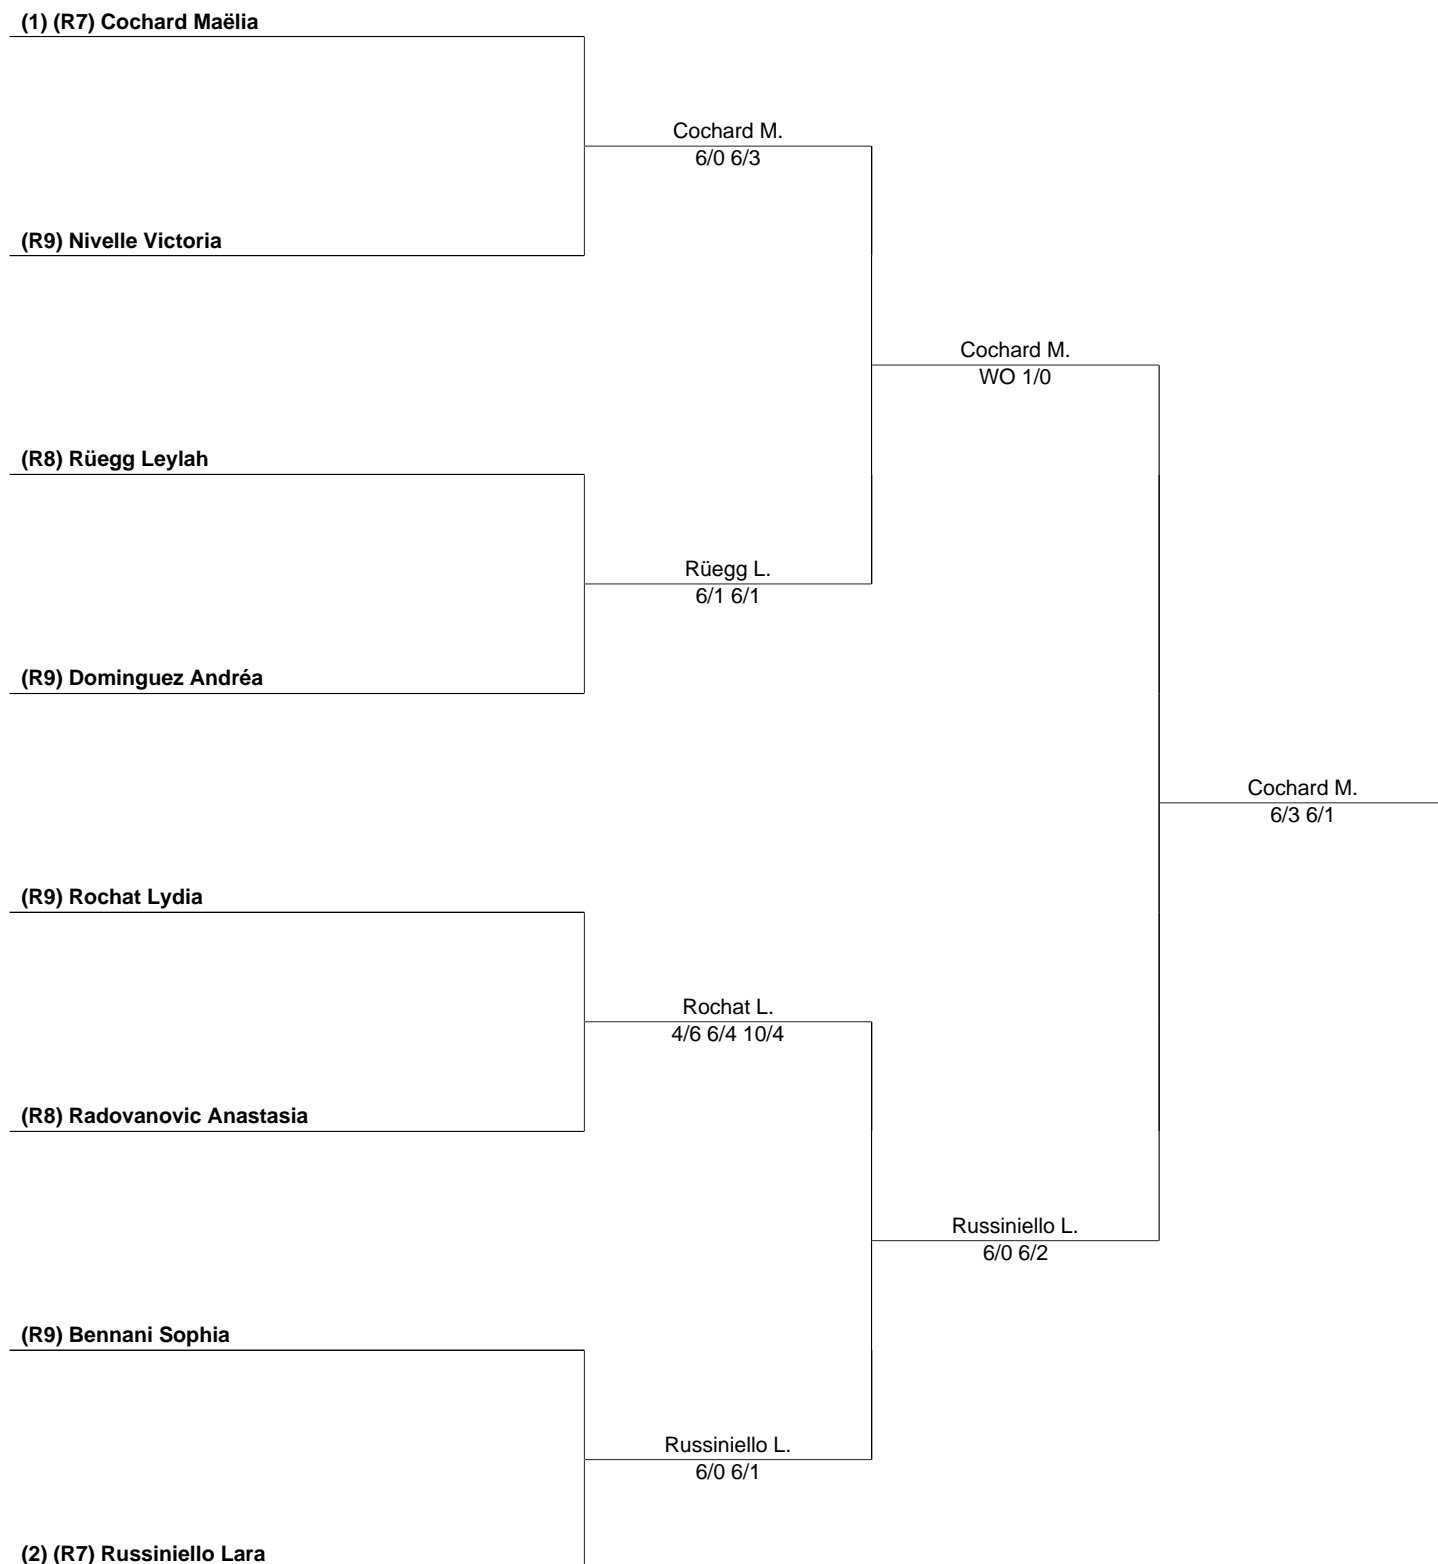 (1) (R7) Cochard Maëlia
Cochard M.
6/0 6/3
(R9) Nivelle Victoria
Cochard M.
WO 1/0
(R8) Rüegg Leylah
Rüegg L.
6/1 6/1
(R9) Dominguez Andréa
Cochard M.
6/3 6/1
(R9) Rochat Lydia
Rochat L.
4/6 6/4 10/4
(R8) Radovanovic Anastasia
Russiniello L.
6/0 6/2
(R9) Bennani Sophia
Russiniello L.
6/0 6/1
(2) (R7) Russiniello Lara